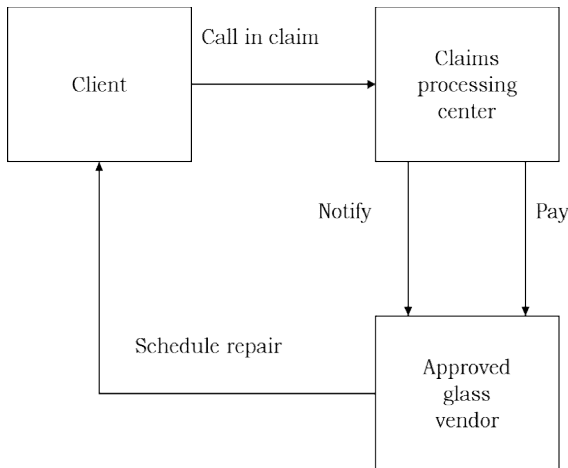 Call in claim
Client
Claims
processing
center
Notify
Pay
Schedule repair
Approved
glass
vendor